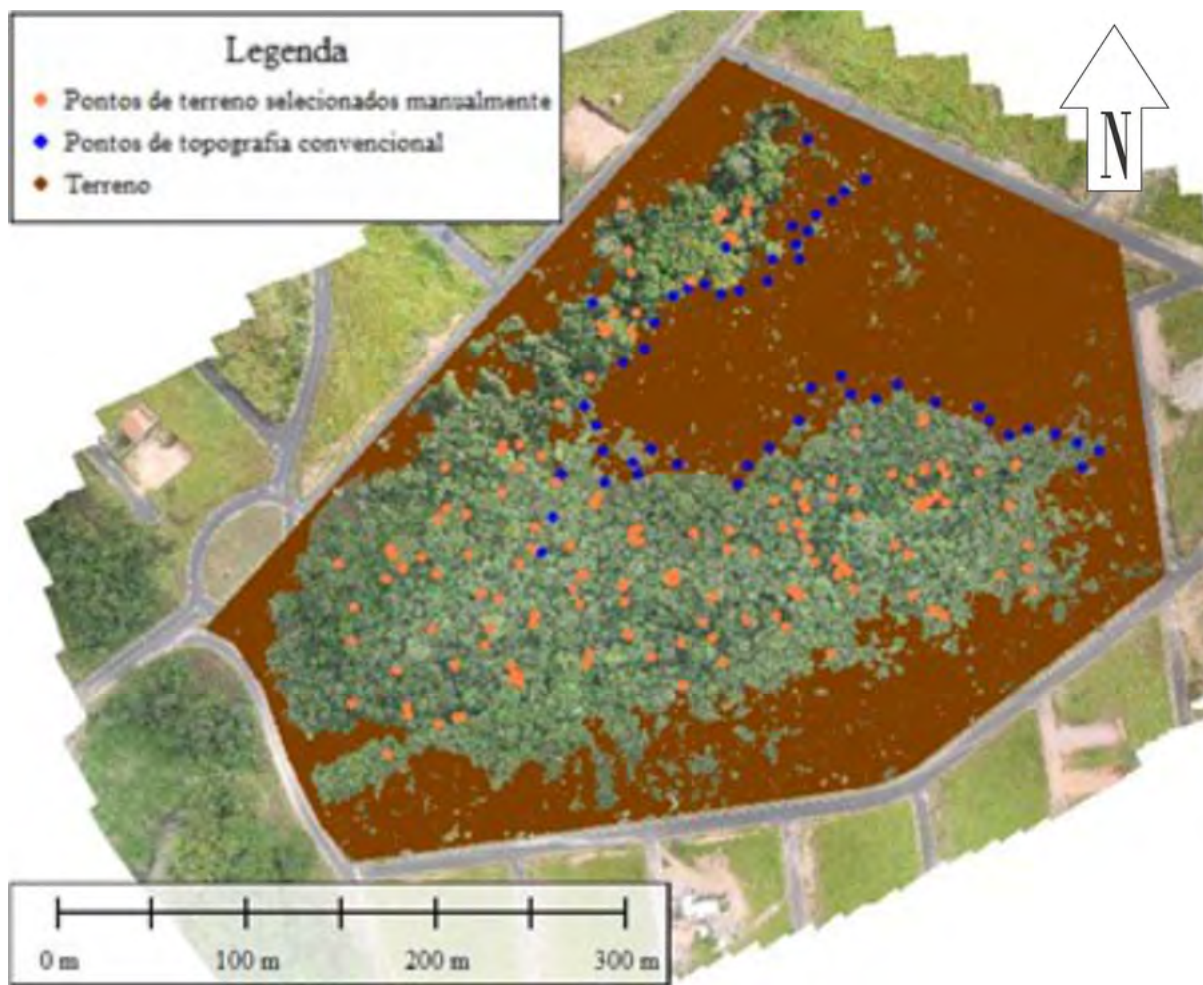 Legenda
Pontos de terreno selecionados manualmente
Pontos de topografia convencional
Terreno
N
0 m 100 m 200 m 300 m